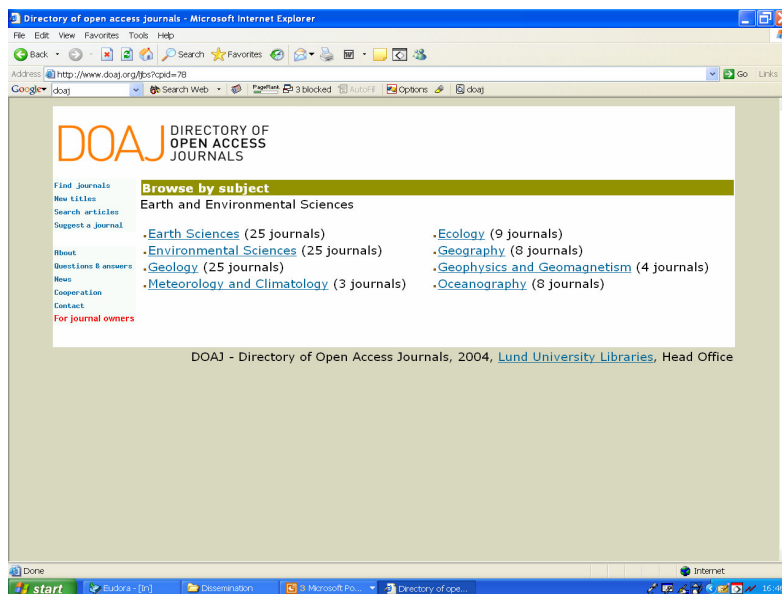 Directory of open access journals - Microsoft Internet Explorer
File Edit View Favorites Tools Help
Back Search Favorites
Address http://www.doaj.org/ljbs?cpid=78 Go Links
Google doaj Search Web PageRank 3 blocked AutoFill Options doaj
DOAJ DIRECTORY OF
OPEN ACCESS
JOURNALS
Find journals
New titles
Search articles
Suggest a journal
About
Questions & answers
News
Cooperation
Contact
For journal owners
Browse by subject
Earth and Environmental Sciences
Earth Sciences (25 journals)
Environmental Sciences (25 journals)
Geology (25 journals)
Meteorology and Climatology (3 journals)
Ecology (9 journals)
Geography (8 journals)
Geophysics and Geomagnetism (4 journals)
Oceanography (8 journals)
DOAJ - Directory of Open Access Journals, 2004, Lund University Libraries, Head Office
Done Internet
start Eudora - [In] Dissemination 3 Microsoft Po... Directory of ope...